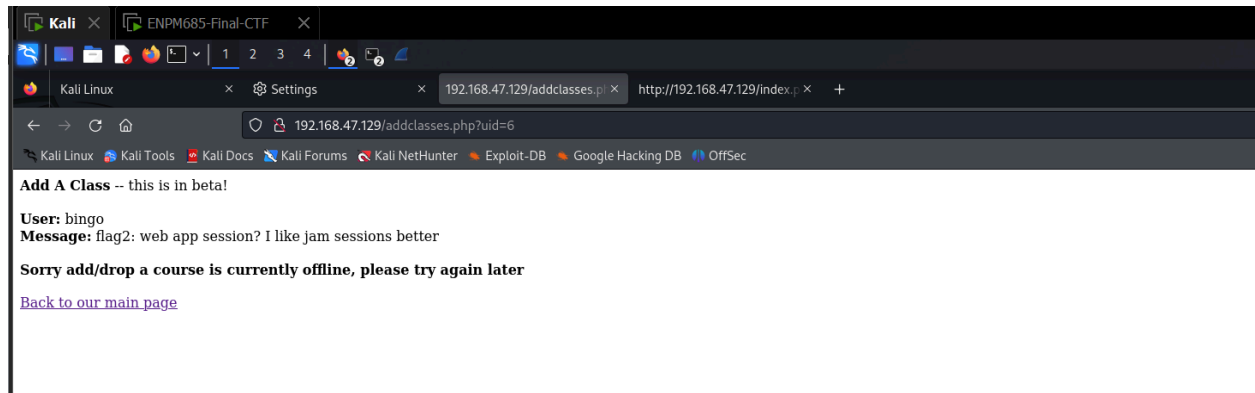 Kali
ENPM685-Final-CTF
1 2 3 4
Kali Linux
Settings
192.168.47.129/addclasses.p
http://192.168.47.129/index.p
192.168.47.129/addclasses.php?uid=6
Kali Linux Kali Tools Kali Docs Kali Forums Kali NetHunter Exploit-DB Google Hacking DB OffSec
Add A Class -- this is in beta!
User: bingo
Message: flag2: web app session? I like jam sessions better
Sorry add/drop a course is currently offline, please try again later
Back to our main page